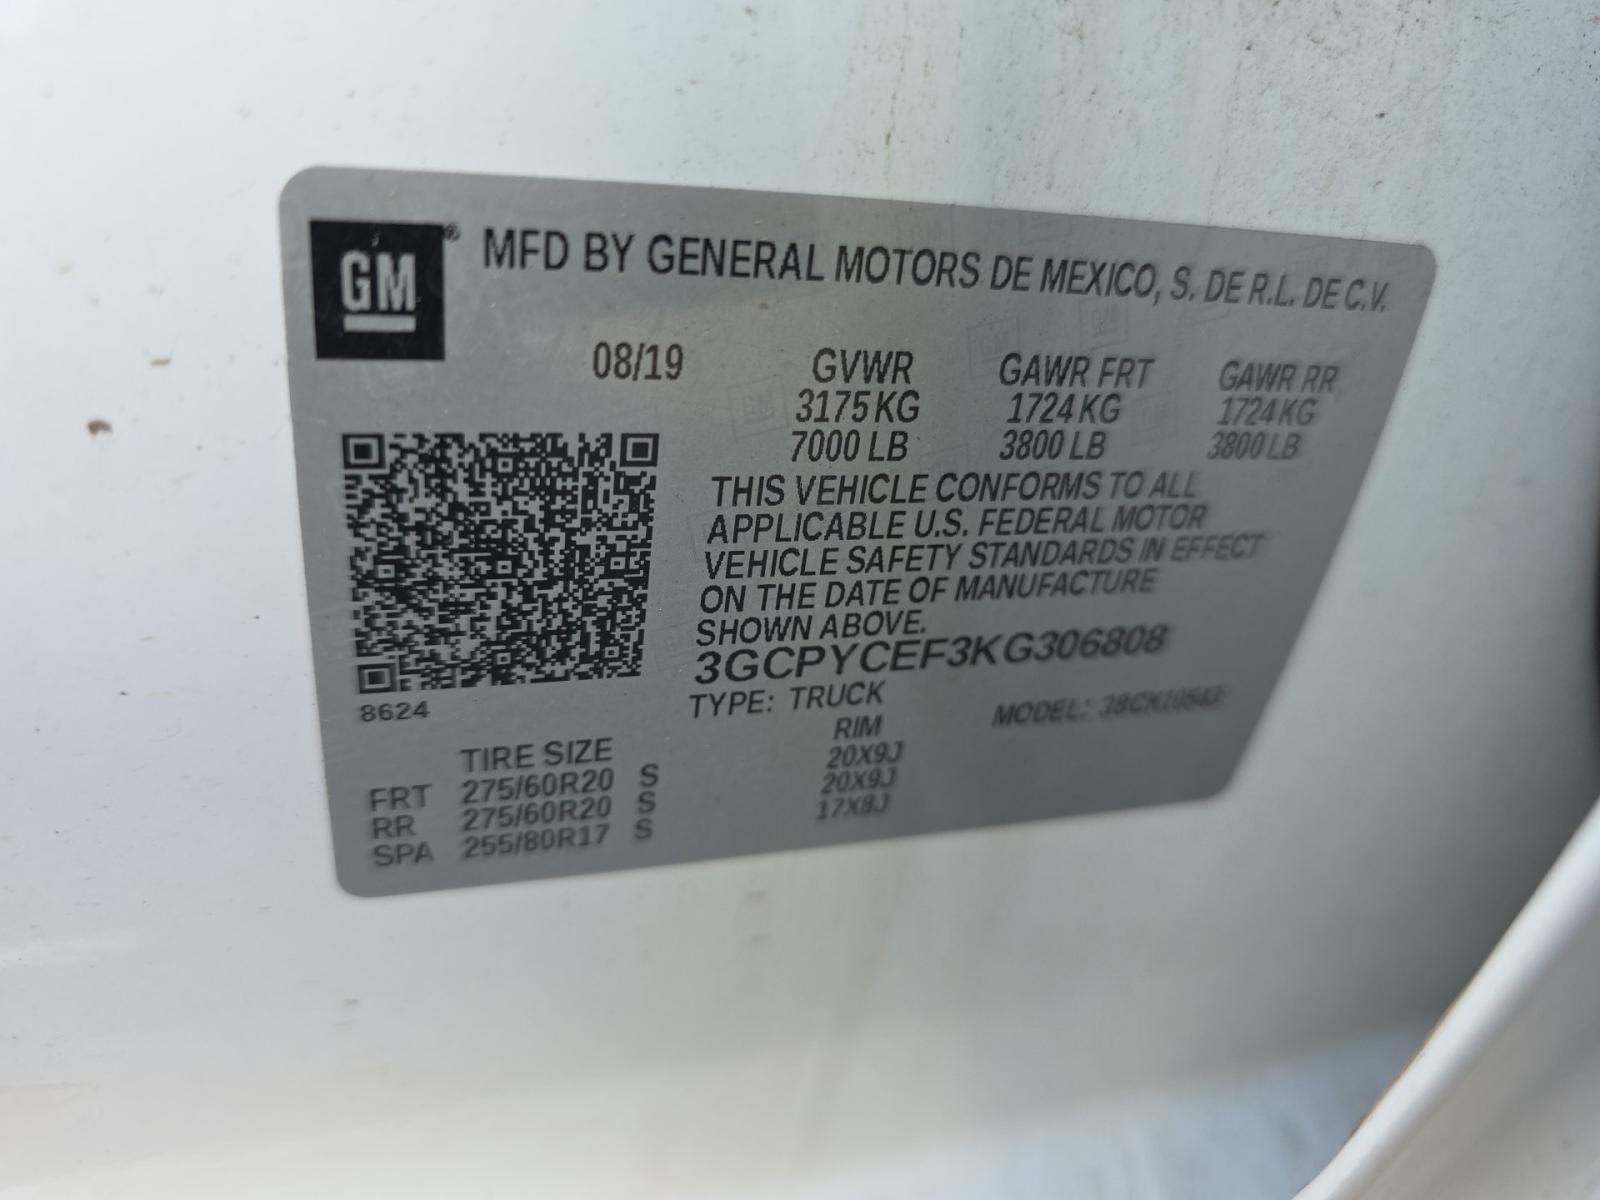 GM ®
MFD BY GENERAL MOTORS DE MEXICO, S. DE R.L. DE C.V.
08/19 GVWR GAWR FRT GAWR RR
3175 KG 1724 KG 1724 KG
7000 LB 3800 LB 3800 LB
THIS VEHICLE CONFORMS TO ALL
APPLICABLE U.S. FEDERAL MOTOR
VEHICLE SAFETY STANDARDS IN EFFECT
ON THE DATE OF MANUFACTURE
SHOWN ABOVE.
3GCPYCEF3KG306808
8624
TYPE: TRUCK MODEL:
TIRE SIZE RIM
FRT 275/60R20 S 20X9J
RR 275/60R20 S 20X9J
SPA 255/80R17 S 17X8J